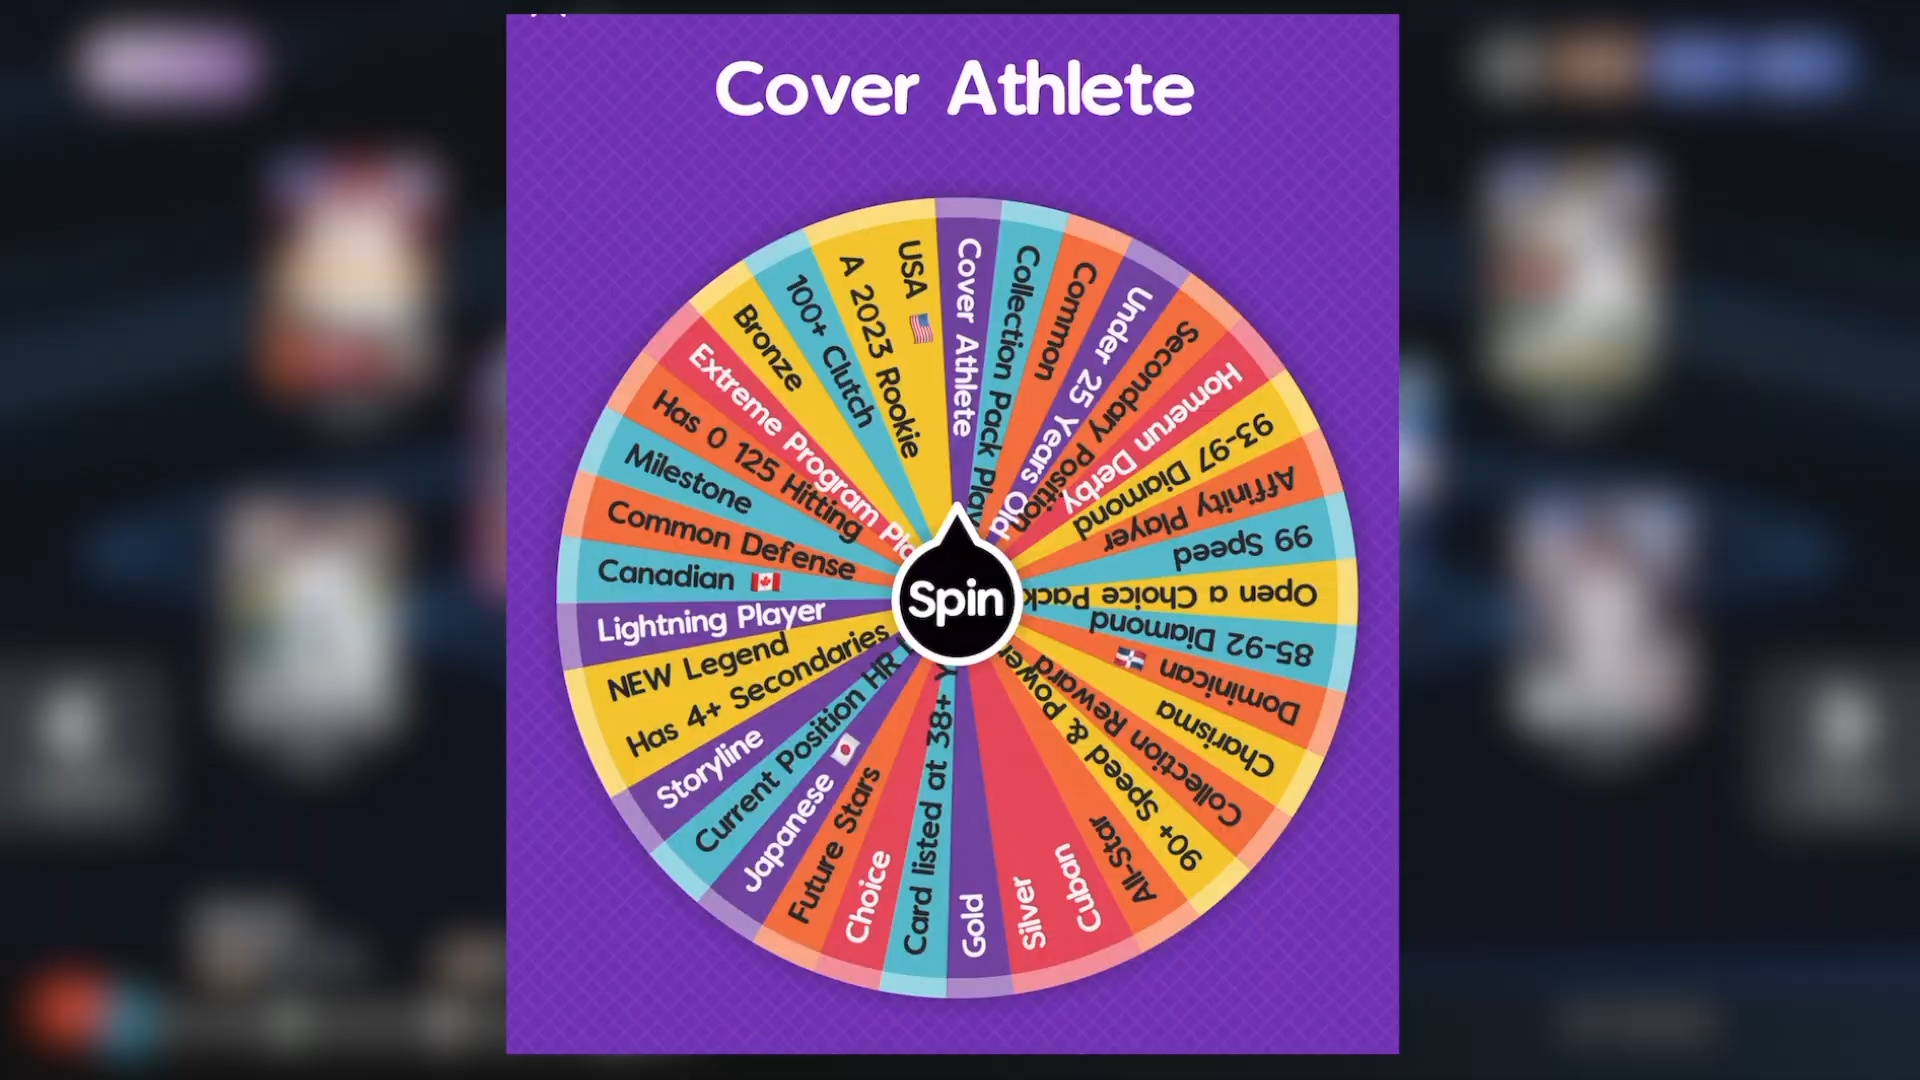 Cover Athlete
Cover Athlete
Collection Pack Play
Common
Under 25 Years Old
Secondary Position
Homerun Derby
93-97 Diamond
Affinity Player
99 Speed
Open a Choice Pack
85-92 Diamond
Dominican 🇩🇴
Charisma
Collection Reward
90+ Speed & Power
All-Star
Cuban
Silver
Gold
Card listed at 38+ Y
Choice
Future Stars
Japanese 🇯🇵
Current Position HR
Storyline
Has 4+ Secondaries
NEW Legend
Lightning Player
Canadian 🇨🇦
Common Defense
Milestone
Has 0 125 Hitting
Extreme Program Pla
Bronze
100+ Clutch
A 2023 Rookie
USA 🇺🇸
Spin